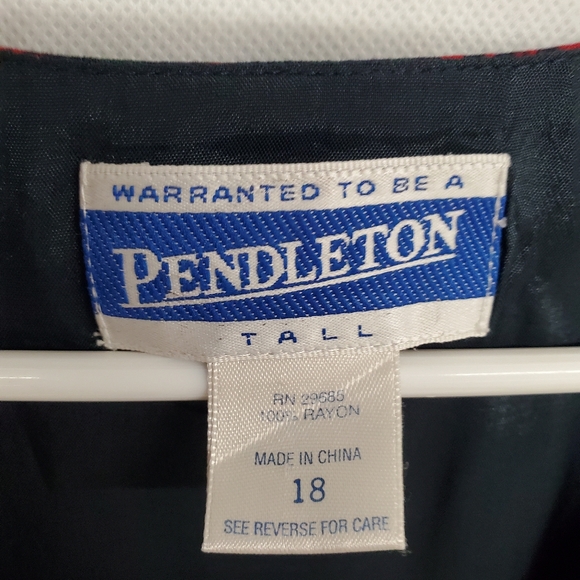 WARRANTED TO BE A
PENDLETON
TALL
RN 29685
100% RAYON
MADE IN CHINA
18
SEE REVERSE FOR CARE